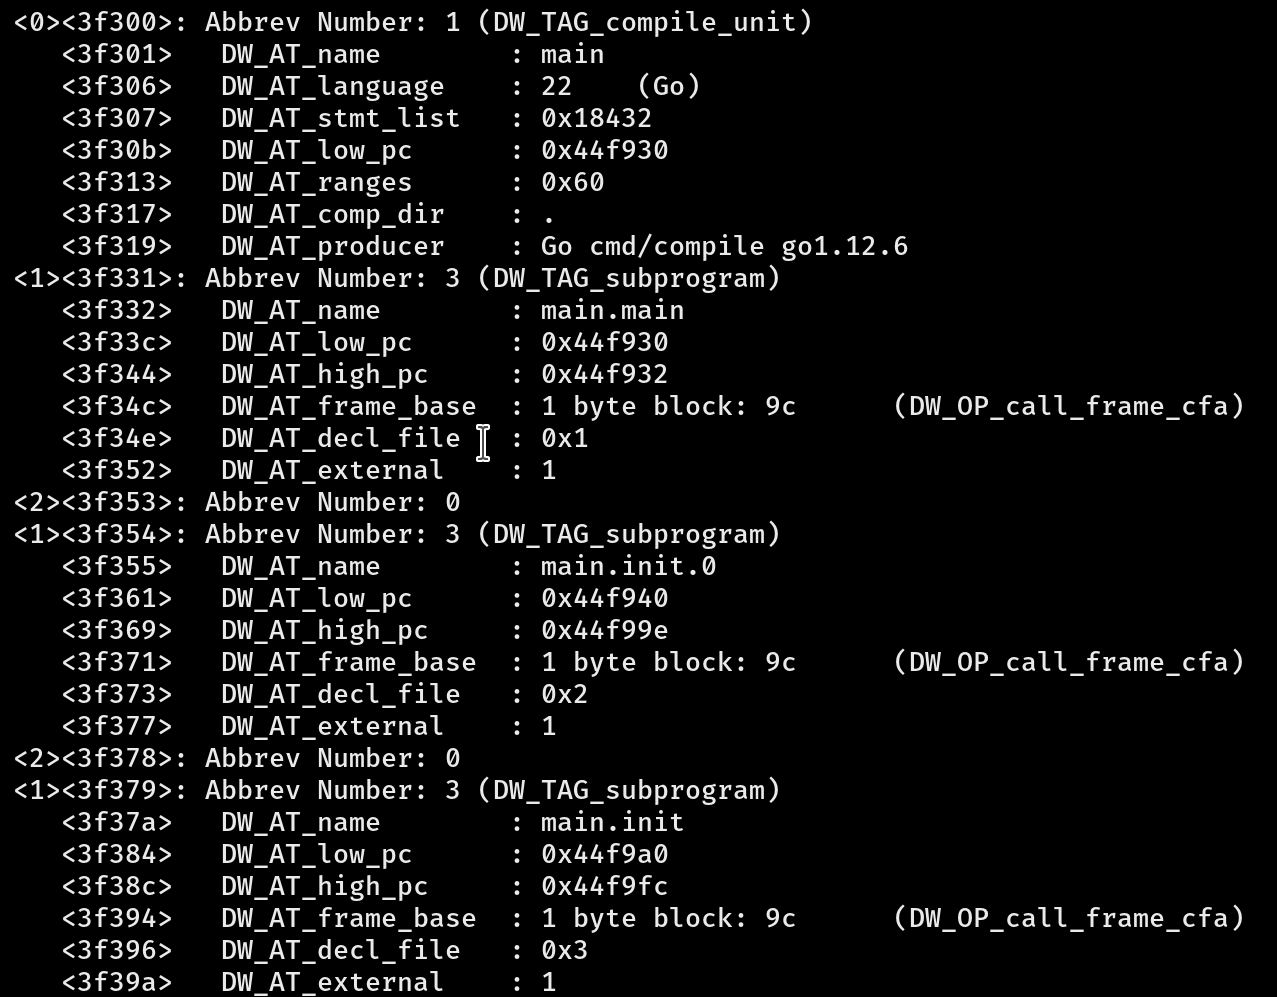 <0><3f300>: Abbrev Number: 1 (DW_TAG_compile_unit)
   <3f301>   DW_AT_name        : main
   <3f306>   DW_AT_language    : 22    (Go)
   <3f307>   DW_AT_stmt_list   : 0x18432
   <3f30b>   DW_AT_low_pc      : 0x44f930
   <3f313>   DW_AT_ranges      : 0x60
   <3f317>   DW_AT_comp_dir    : .
   <3f319>   DW_AT_producer    : Go cmd/compile go1.12.6
<1><3f331>: Abbrev Number: 3 (DW_TAG_subprogram)
   <3f332>   DW_AT_name        : main.main
   <3f33c>   DW_AT_low_pc      : 0x44f930
   <3f344>   DW_AT_high_pc     : 0x44f932
   <3f34c>   DW_AT_frame_base  : 1 byte block: 9c      (DW_OP_call_frame_cfa)
   <3f34e>   DW_AT_decl_file   : 0x1
   <3f352>   DW_AT_external    : 1
<2><3f353>: Abbrev Number: 0
<1><3f354>: Abbrev Number: 3 (DW_TAG_subprogram)
   <3f355>   DW_AT_name        : main.init.0
   <3f361>   DW_AT_low_pc      : 0x44f940
   <3f369>   DW_AT_high_pc     : 0x44f99e
   <3f371>   DW_AT_frame_base  : 1 byte block: 9c      (DW_OP_call_frame_cfa)
   <3f373>   DW_AT_decl_file   : 0x2
   <3f377>   DW_AT_external    : 1
<2><3f378>: Abbrev Number: 0
<1><3f379>: Abbrev Number: 3 (DW_TAG_subprogram)
   <3f37a>   DW_AT_name        : main.init
   <3f384>   DW_AT_low_pc      : 0x44f9a0
   <3f38c>   DW_AT_high_pc     : 0x44f9fc
   <3f394>   DW_AT_frame_base  : 1 byte block: 9c      (DW_OP_call_frame_cfa)
   <3f396>   DW_AT_decl_file   : 0x3
   <3f39a>   DW_AT_external    : 1